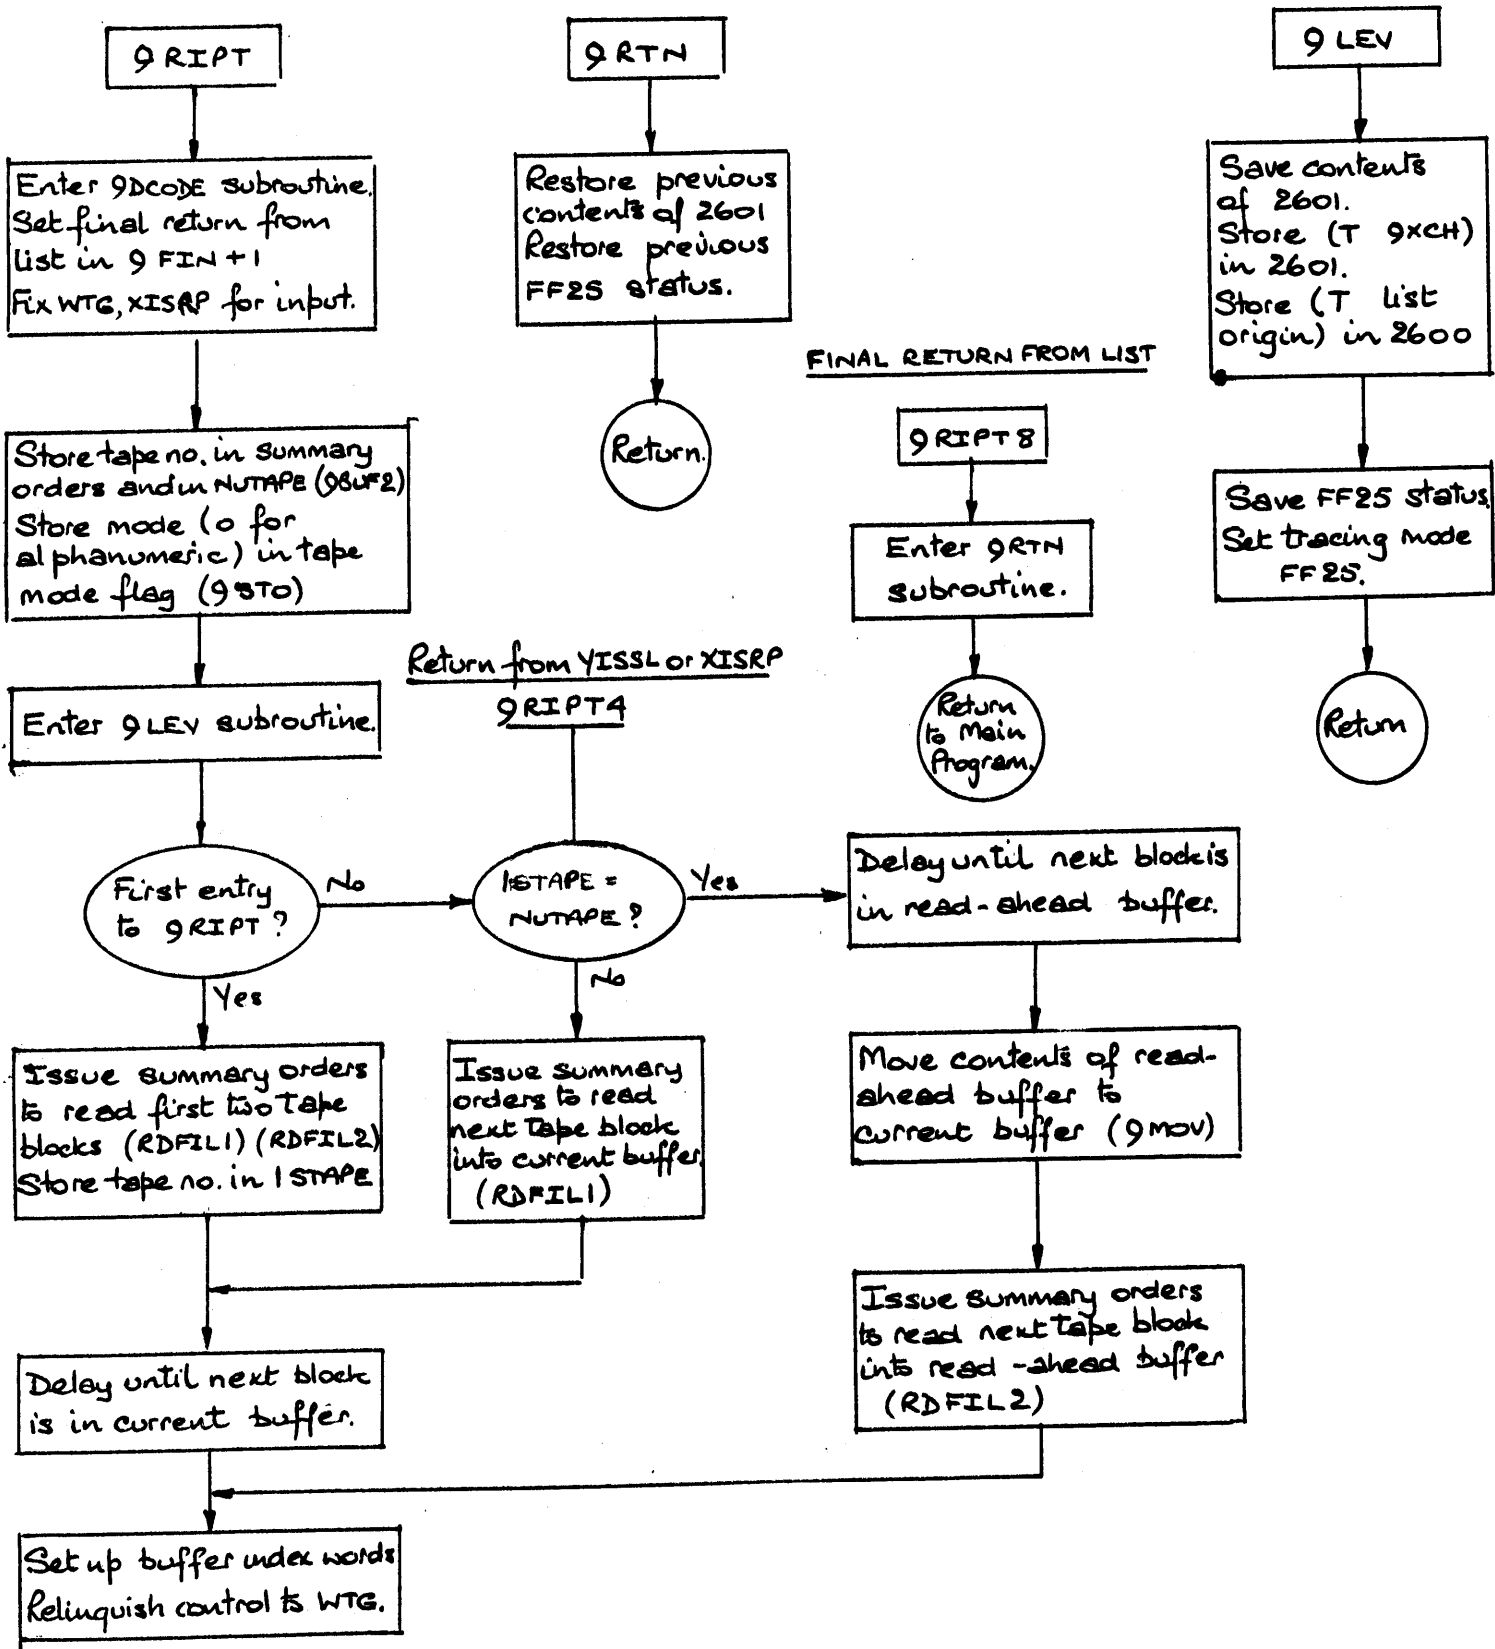 9 RIPT
Enter 9DCODE subroutine.
Set final return from
list in 9 FIN + 1
Fix WTG, XISRP for input.
Store tape no. in summary
orders and in NUTAPE (9BUF2)
Store mode (0 for
alphanumeric) in tape
mode flag (9STO)
Enter 9 LEV subroutine.
First entry
to 9 RIPT ?
No
Yes
Issue summary orders
to read first two tape
blocks (RDFIL1) (RDFIL2)
Store tape no. in 1STAPE
Delay until next block
is in current buffer.
Set up buffer index words
Relinquish control to WTG.
9 RTN
Restore previous
contents of 2601
Restore previous
FF25 status.
Return.
Return from YISSL or XISRP
9 RIPT4
1STAPE =
NUTAPE ?
Yes
No
Issue summary
orders to read
next tape block
into current buffer.
(RDFIL1)
FINAL RETURN FROM LIST
9 RIPT 8
Enter 9RTN
subroutine.
Return
to Main
Program.
Delay until next block is
in read-ahead buffer.
Move contents of read-
ahead buffer to
current buffer (9MOV)
Issue summary orders
to read next tape block
into read-ahead buffer
(RDFIL2)
9 LEV
Save contents
of 2601.
Store (T 9XCH)
in 2601.
Store (T list
origin) in 2600
Save FF25 status.
Set tracing mode
FF25.
Return